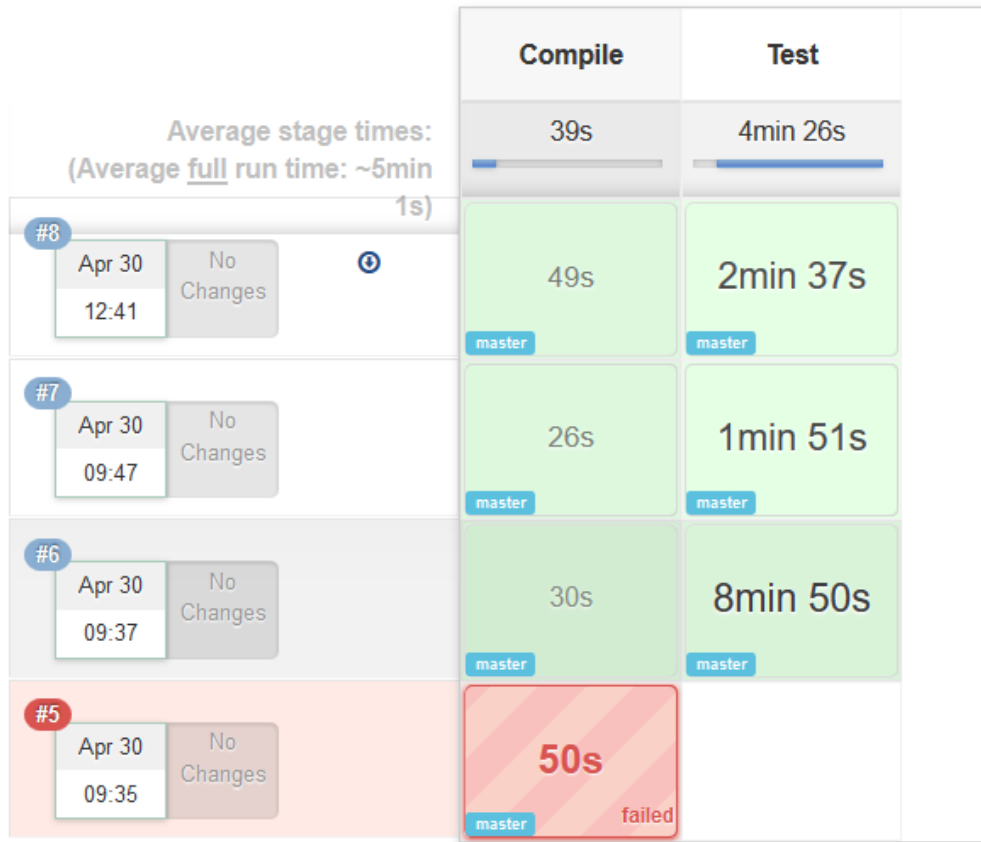 Compile
Test
Average stage times:
(Average full run time: ~5min
1s)
39s
4min 26s
#8
Apr 30
12:41
No
Changes
49s
master
2min 37s
master
#7
Apr 30
09:47
No
Changes
26s
master
1min 51s
master
#6
Apr 30
09:37
No
Changes
30s
master
8min 50s
master
#5
Apr 30
09:35
No
Changes
50s
failed
master